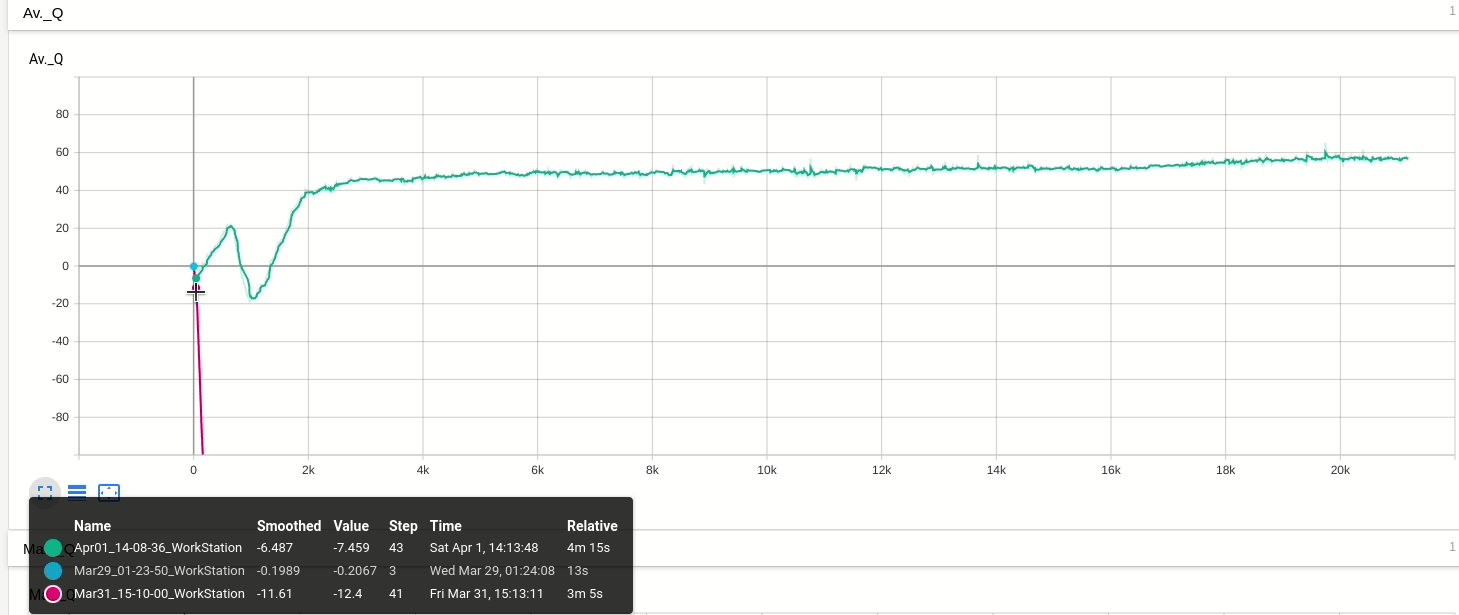 Av._Q
1
Av._Q
80
60
40
20
0
-20
-40
-60
-80
0 2k 4k 6k 8k 10k 12k 14k 16k 18k 20k
Name Smoothed Value Step Time Relative
1
Apr01_14-08-36_WorkStation -6.487 -7.459 43 Sat Apr 1, 14:13:48 4m 15s
Mar29_01-23-50_WorkStation -0.1989 -0.2067 3 Wed Mar 29, 01:24:08 13s
Mar31_15-10-00_WorkStation -11.61 -12.4 41 Fri Mar 31, 15:13:11 3m 5s